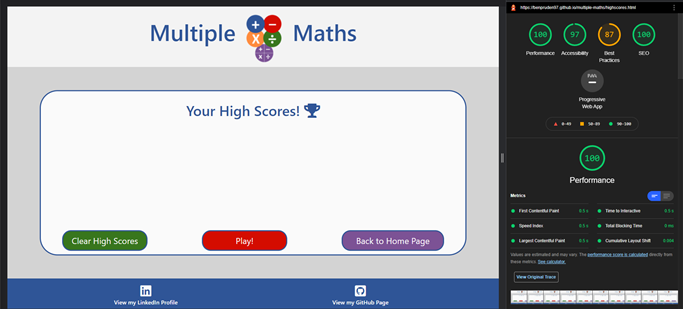 Multiple Maths
Your High Scores!
Clear High Scores
Play!
Back to Home Page
View my LinkedIn Profile
View my GitHub Page
https://benpruden97.github.io/multiple-maths/highscores.html
100
97
87
100
Performance
Accessibility
Best Practices
SEO
PWA
Progressive Web App
0–49
50–89
90–100
100
Performance
Metrics
First Contentful Paint 0.5 s
Time to Interactive 0.5 s
Speed Index 0.5 s
Total Blocking Time 0 ms
Largest Contentful Paint 0.5 s
Cumulative Layout Shift 0.004
Values are estimated and may vary. The performance score is calculated directly from
these metrics. See calculator.
View Original Trace